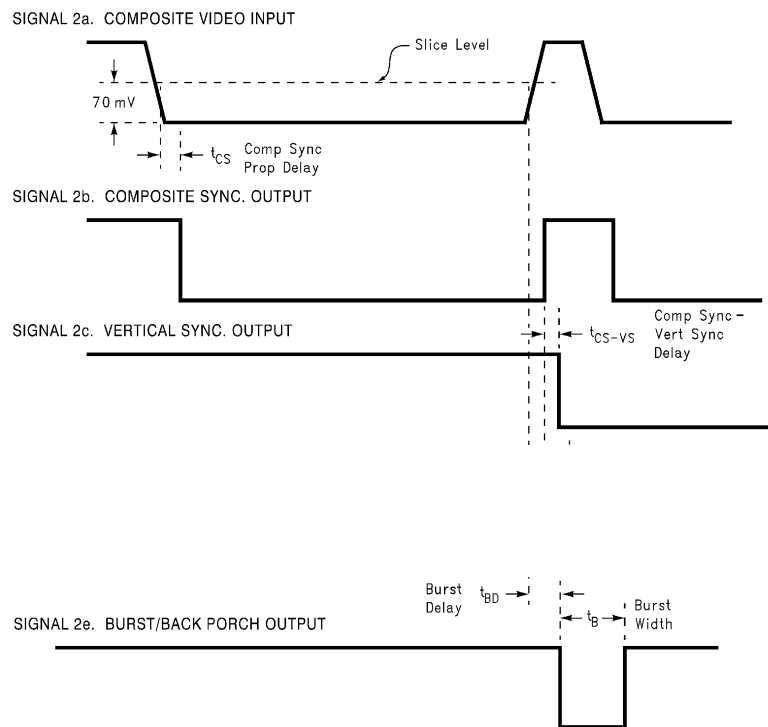 SIGNAL 2a. COMPOSITE VIDEO INPUT
Slice Level
70 mV
tCS Comp Sync
Prop Delay
SIGNAL 2b. COMPOSITE SYNC. OUTPUT
SIGNAL 2c. VERTICAL SYNC. OUTPUT
Comp Sync –
tCS–VS Vert Sync
Delay
Burst tBD
Delay
tB Burst
Width
SIGNAL 2e. BURST/BACK PORCH OUTPUT